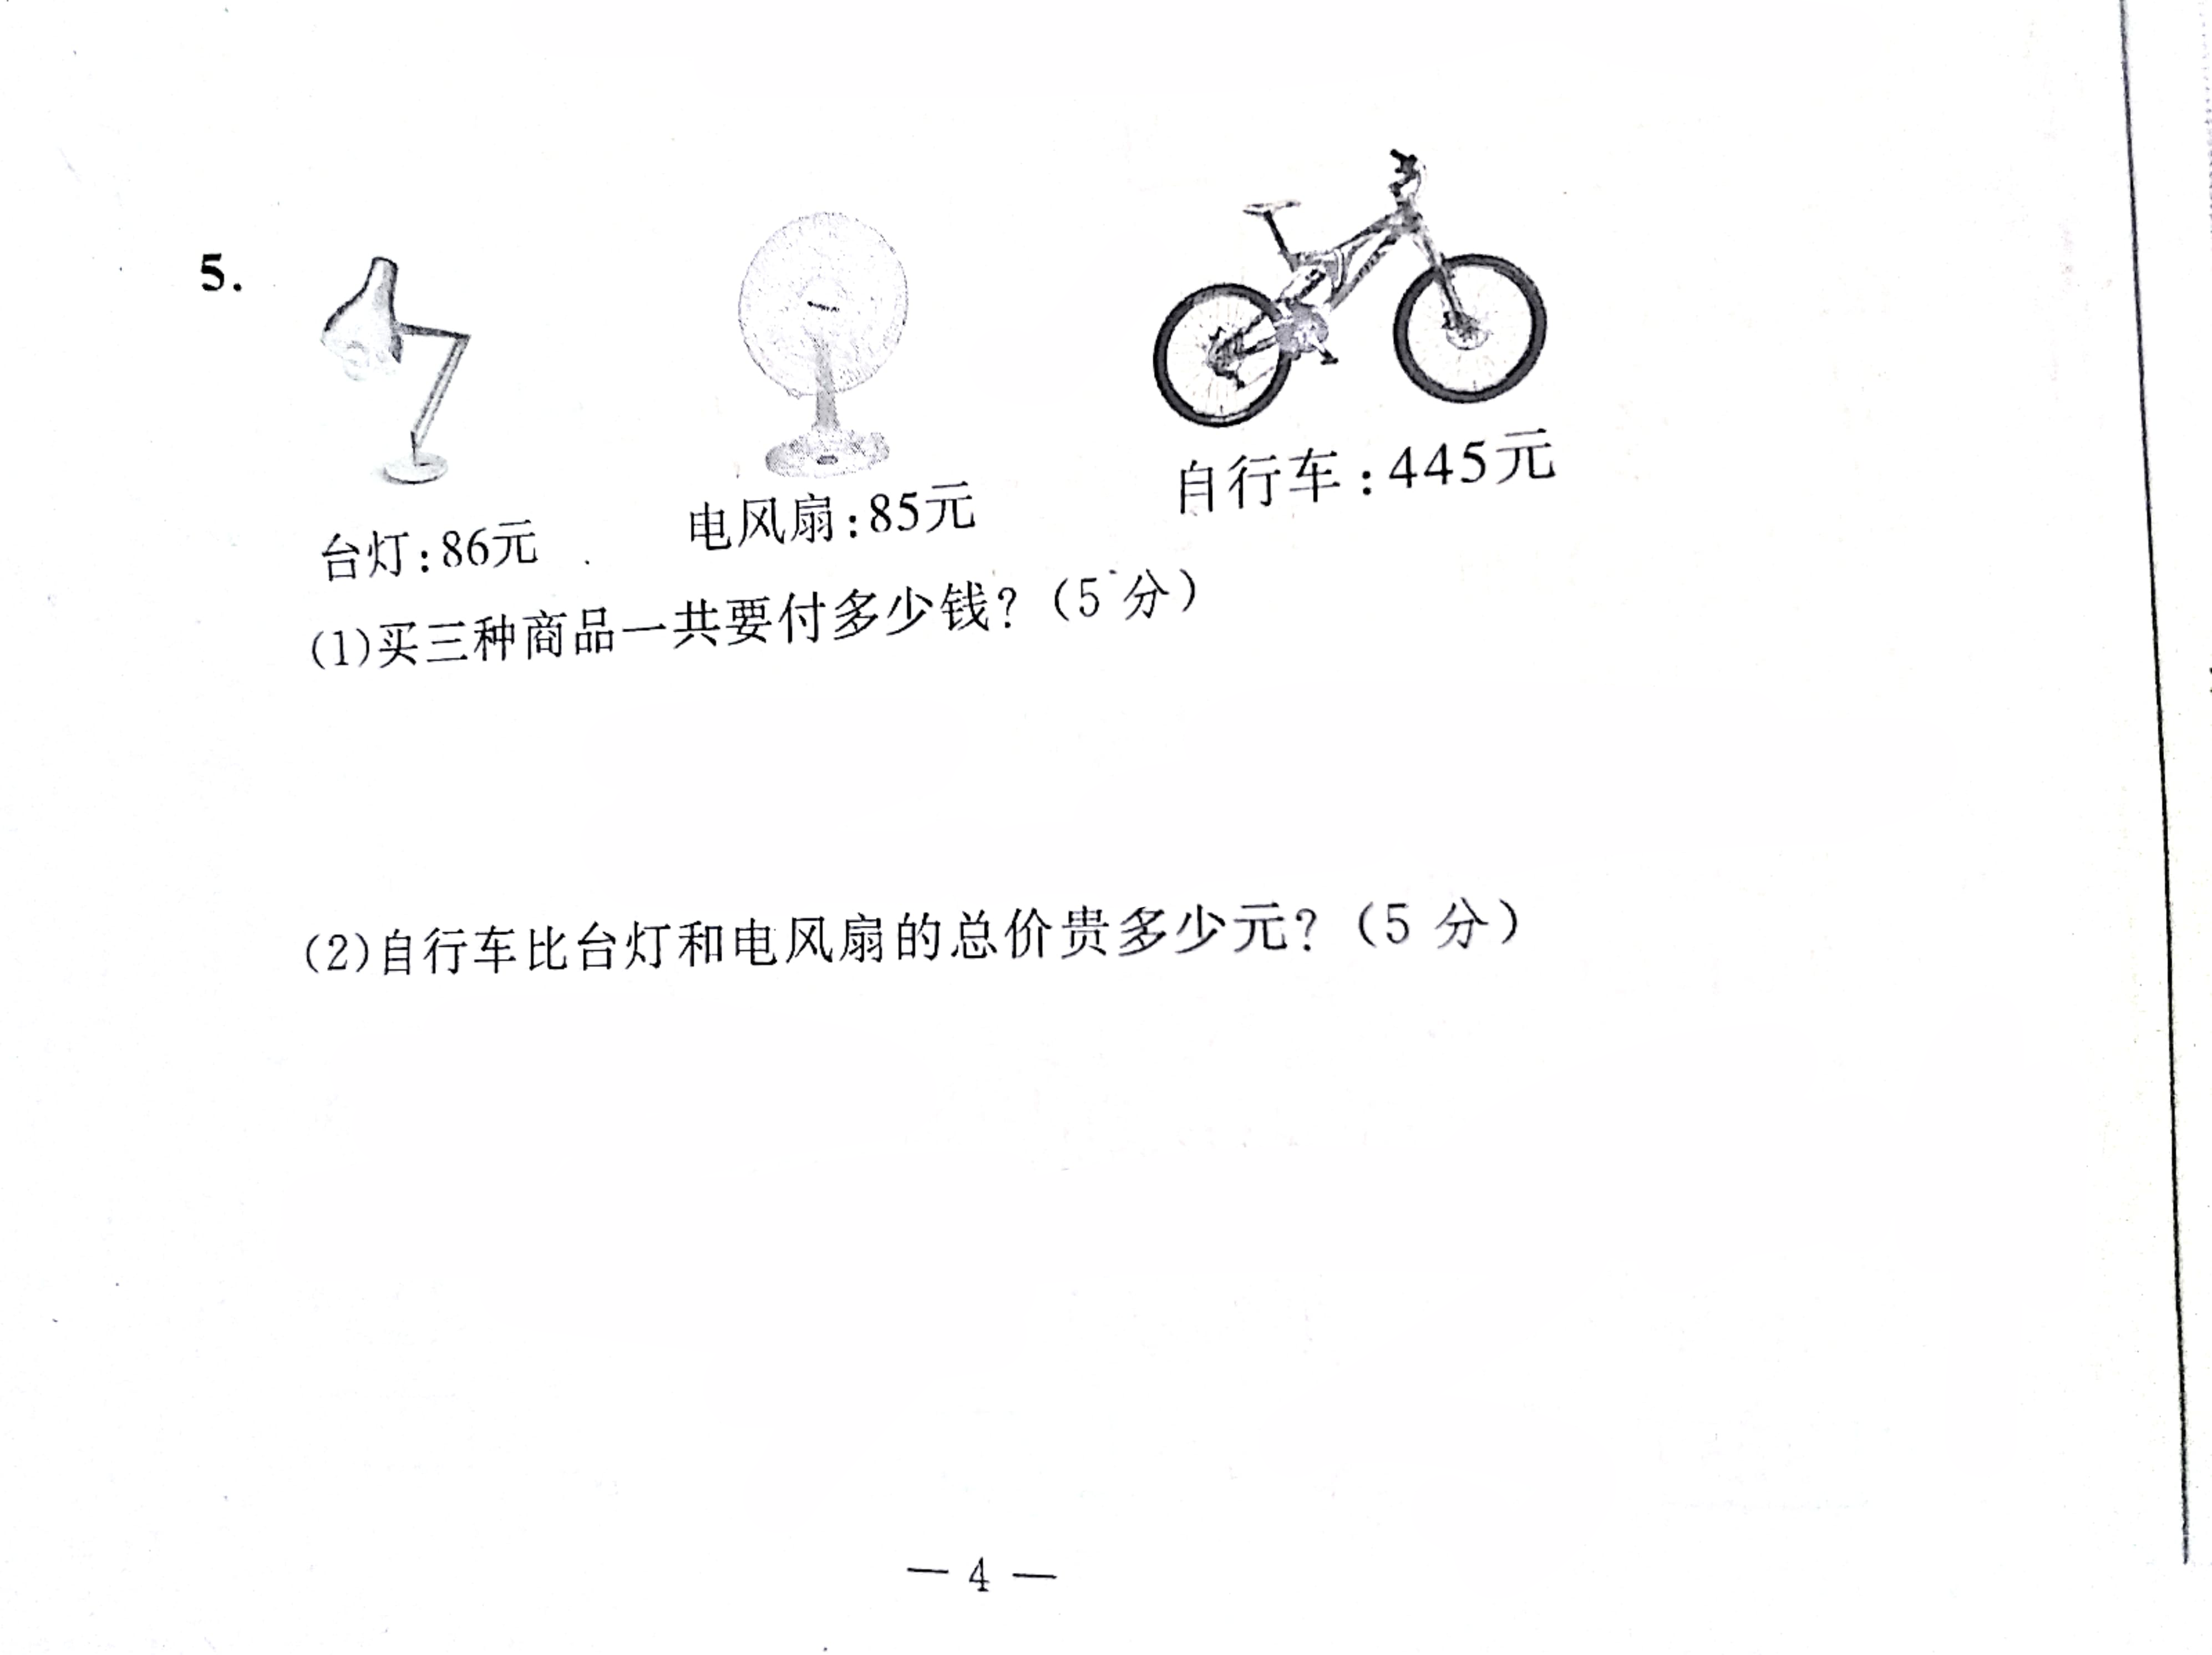 5.
台灯:86元 电风扇:85元 自行车:445元
(1)买三种商品一共要付多少钱?(5分)
(2)自行车比台灯和电风扇的总价贵多少元?(5 分)
— 4 —